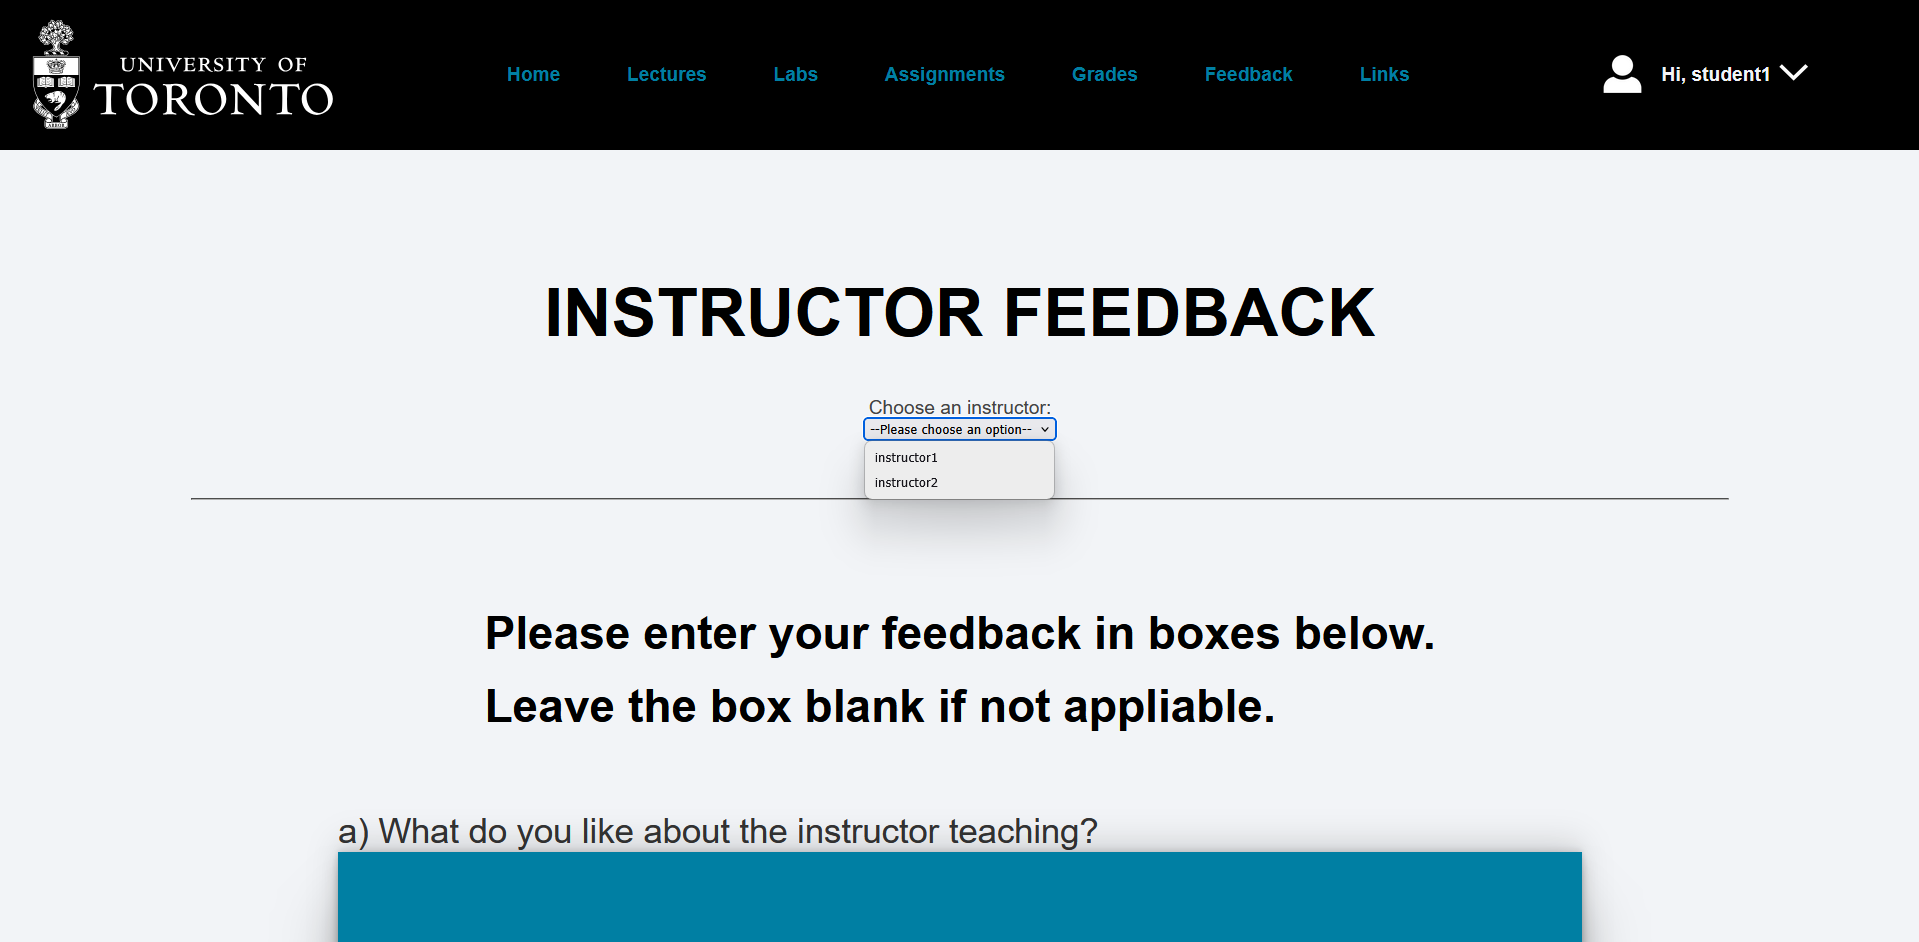 UNIVERSITY OF
TORONTO
Home Lectures Labs Assignments Grades Feedback Links
Hi, student1
INSTRUCTOR FEEDBACK
Choose an instructor:
--Please choose an option--
instructor1
instructor2
Please enter your feedback in boxes below.
Leave the box blank if not appliable.
a) What do you like about the instructor teaching?